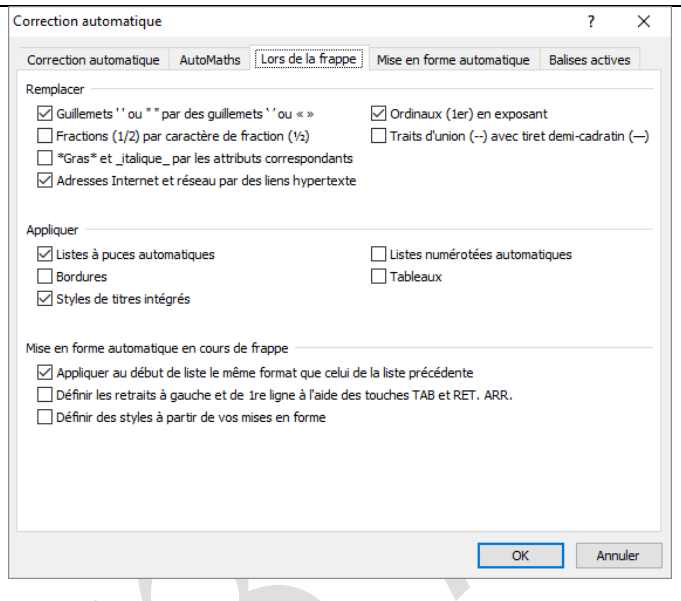 Correction automatique ? X
Correction automatique AutoMaths Lors de la frappe Mise en forme automatique Balises actives
Remplacer
Guillemets ' ' ou " " par des guillemets ‘ ’ ou « » Ordinaux (1er) en exposant
Fractions (1/2) par caractère de fraction (½) Traits d'union (--) avec tiret demi-cadratin (—)
*Gras* et _italique_ par les attributs correspondants
Adresses Internet et réseau par des liens hypertexte
Appliquer
Listes à puces automatiques Listes numérotées automatiques
Bordures Tableaux
Styles de titres intégrés
Mise en forme automatique en cours de frappe
Appliquer au début de liste le même format que celui de la liste précédente
Définir les retraits à gauche et de 1re ligne à l'aide des touches TAB et RET. ARR.
Définir des styles à partir de vos mises en forme
OK Annuler